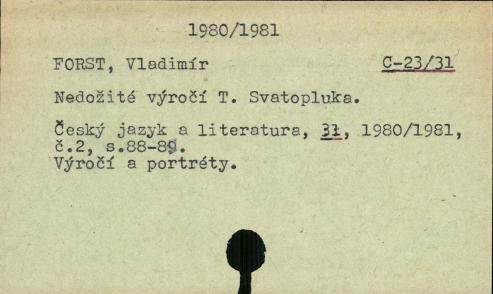 1980/1981
FORST, Vladimír C-23/31
Nedožité výročí T. Svatopluka.
Český jazyk a literatura, 31, 1980/1981,
č.2, s.88-89.
Výročí a portréty.